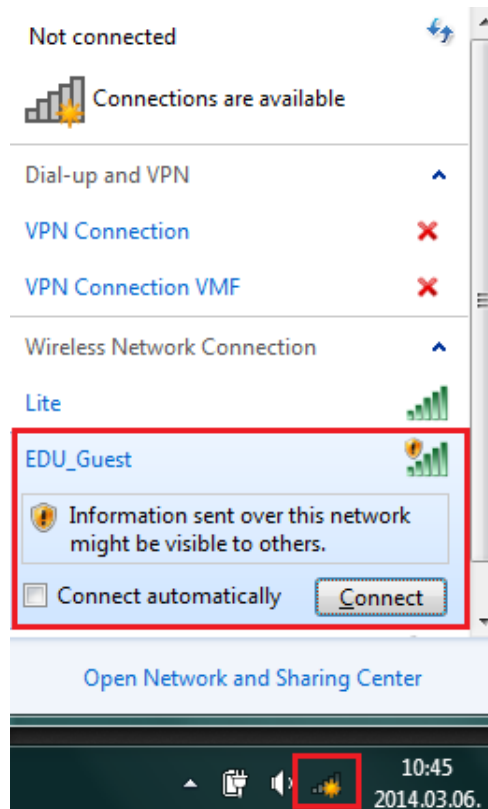 Not connected
Connections are available
Dial-up and VPN
VPN Connection
VPN Connection VMF
Wireless Network Connection
Lite
EDU_Guest
Information sent over this network
might be visible to others.
Connect automatically
Connect
Open Network and Sharing Center
10:45
2014.03.06.